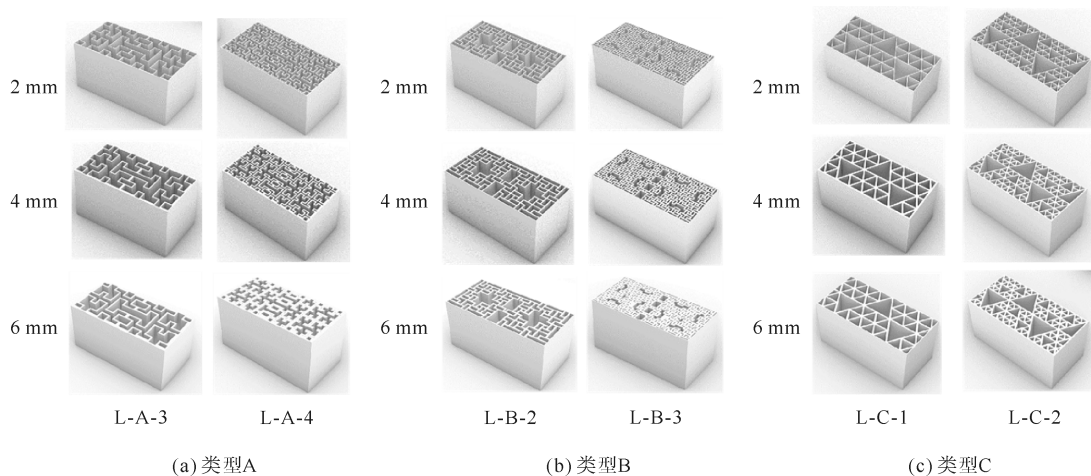 2 mm
2 mm
2 mm
4 mm
4 mm
4 mm
6 mm
6 mm
6 mm
L-A-3
L-A-4
L-B-2
L-B-3
L-C-1
L-C-2
(a) 类型A
(b) 类型B
(c) 类型C